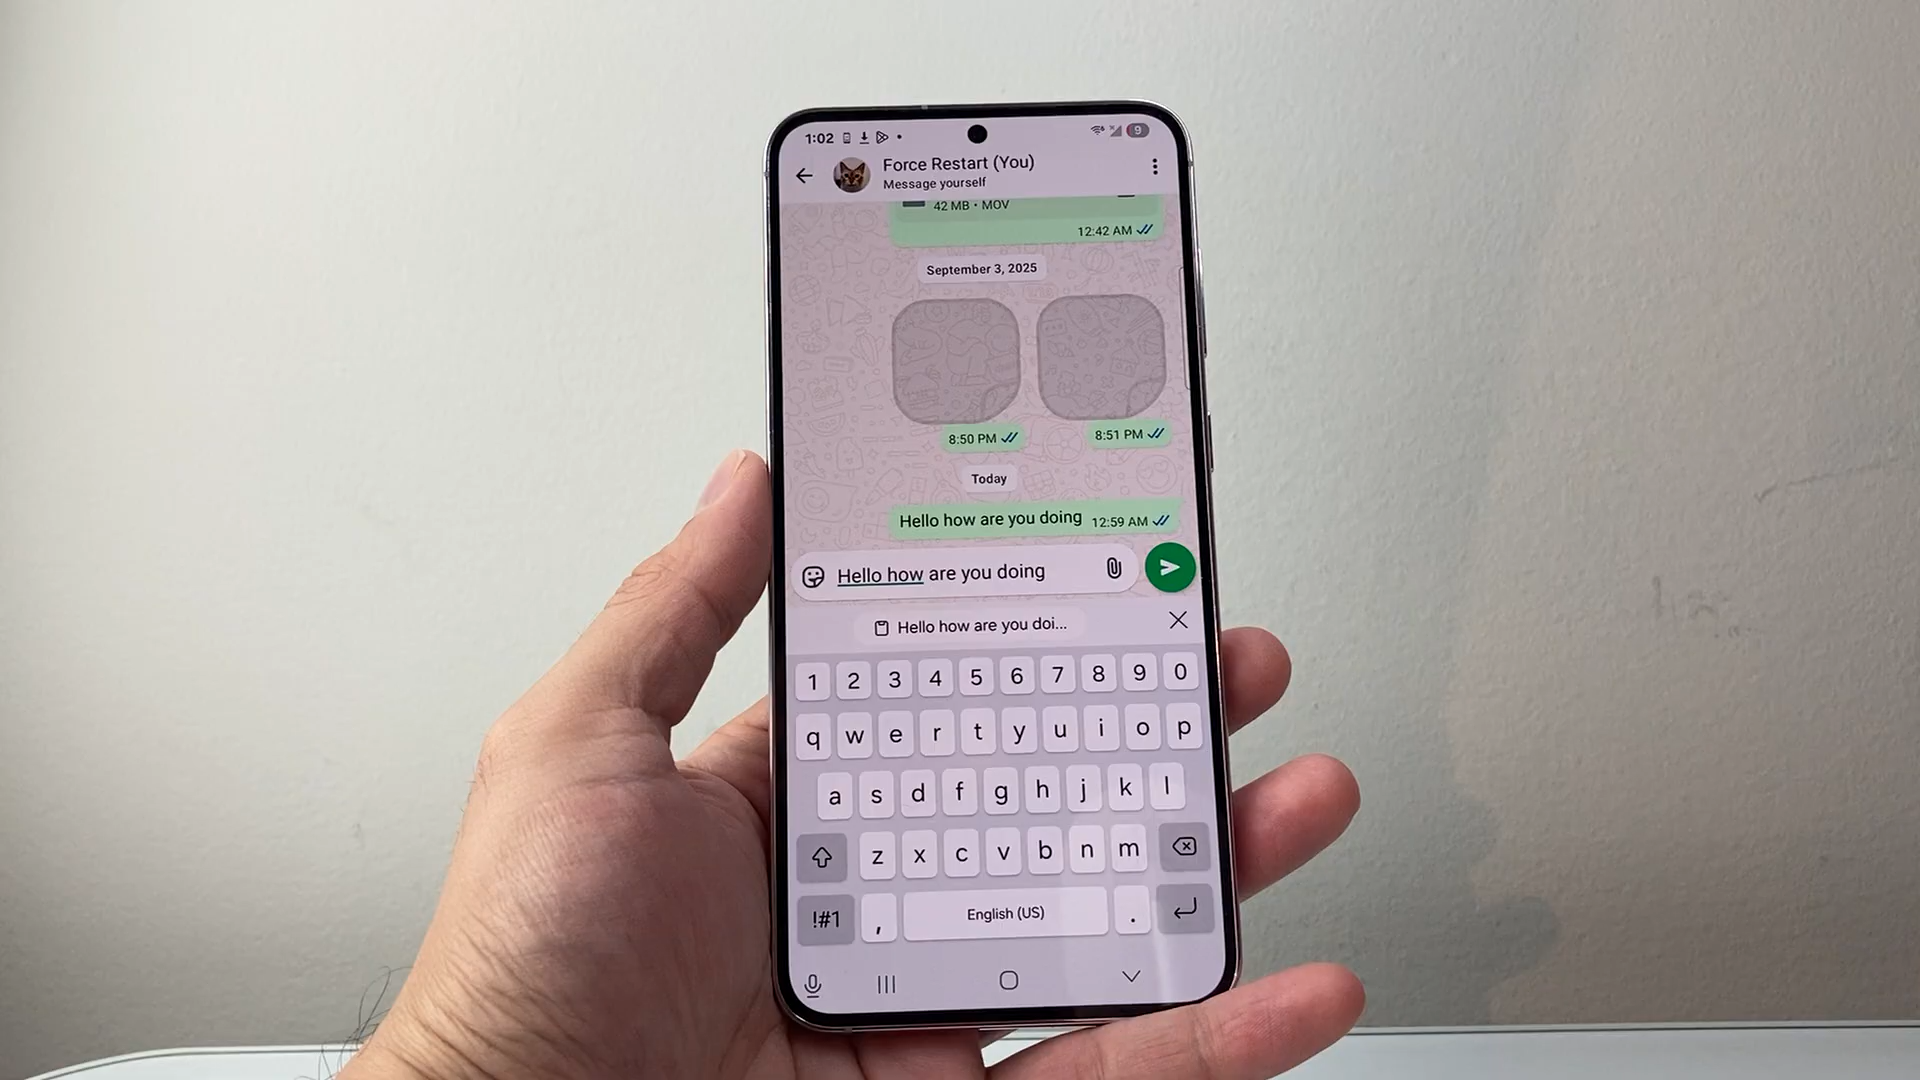 1:02
9
Force Restart (You)
Message yourself
42 MB • MOV
12:42 AM
September 3, 2025
8:50 PM
8:51 PM
Today
Hello how are you doing 12:59 AM
Hello how are you doing
Hello how are you doi...
1 2 3 4 5 6 7 8 9 0
q w e r t y u i o p
a s d f g h j k l
z x c v b n m
!#1 , English (US) .